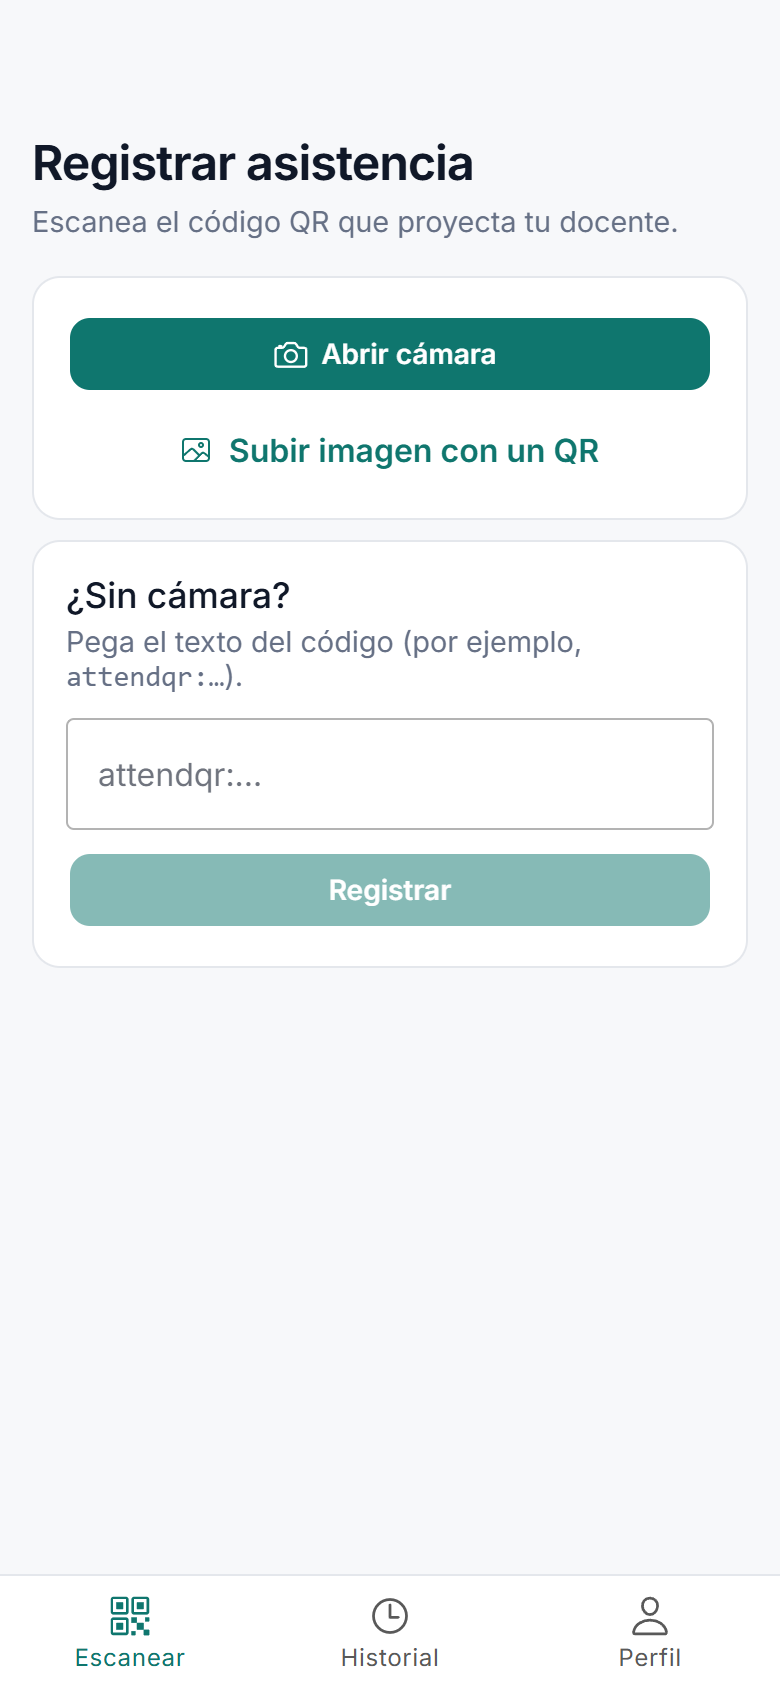 Registrar asistencia
Escanea el código QR que proyecta tu docente.
Abrir cámara
Subir imagen con un QR
¿Sin cámara?
Pega el texto del código (por ejemplo,
attendqr:…).
attendqr:...
Registrar
Escanear
Historial
Perfil